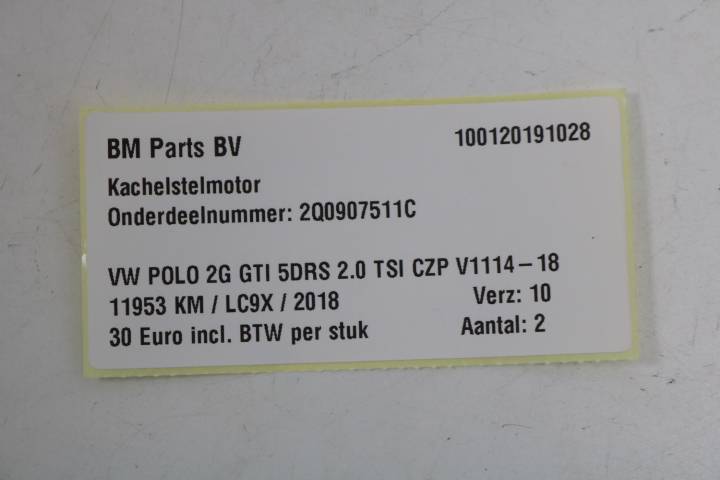 BM Parts BV 100120191028
Kachelstelmotor
Onderdeelnummer: 2Q0907511C
VW POLO 2G GTI 5DRS 2.0 TSI CZP V1114-18
11953 KM / LC9X / 2018 Verz: 10
30 Euro incl. BTW per stuk Aantal: 2